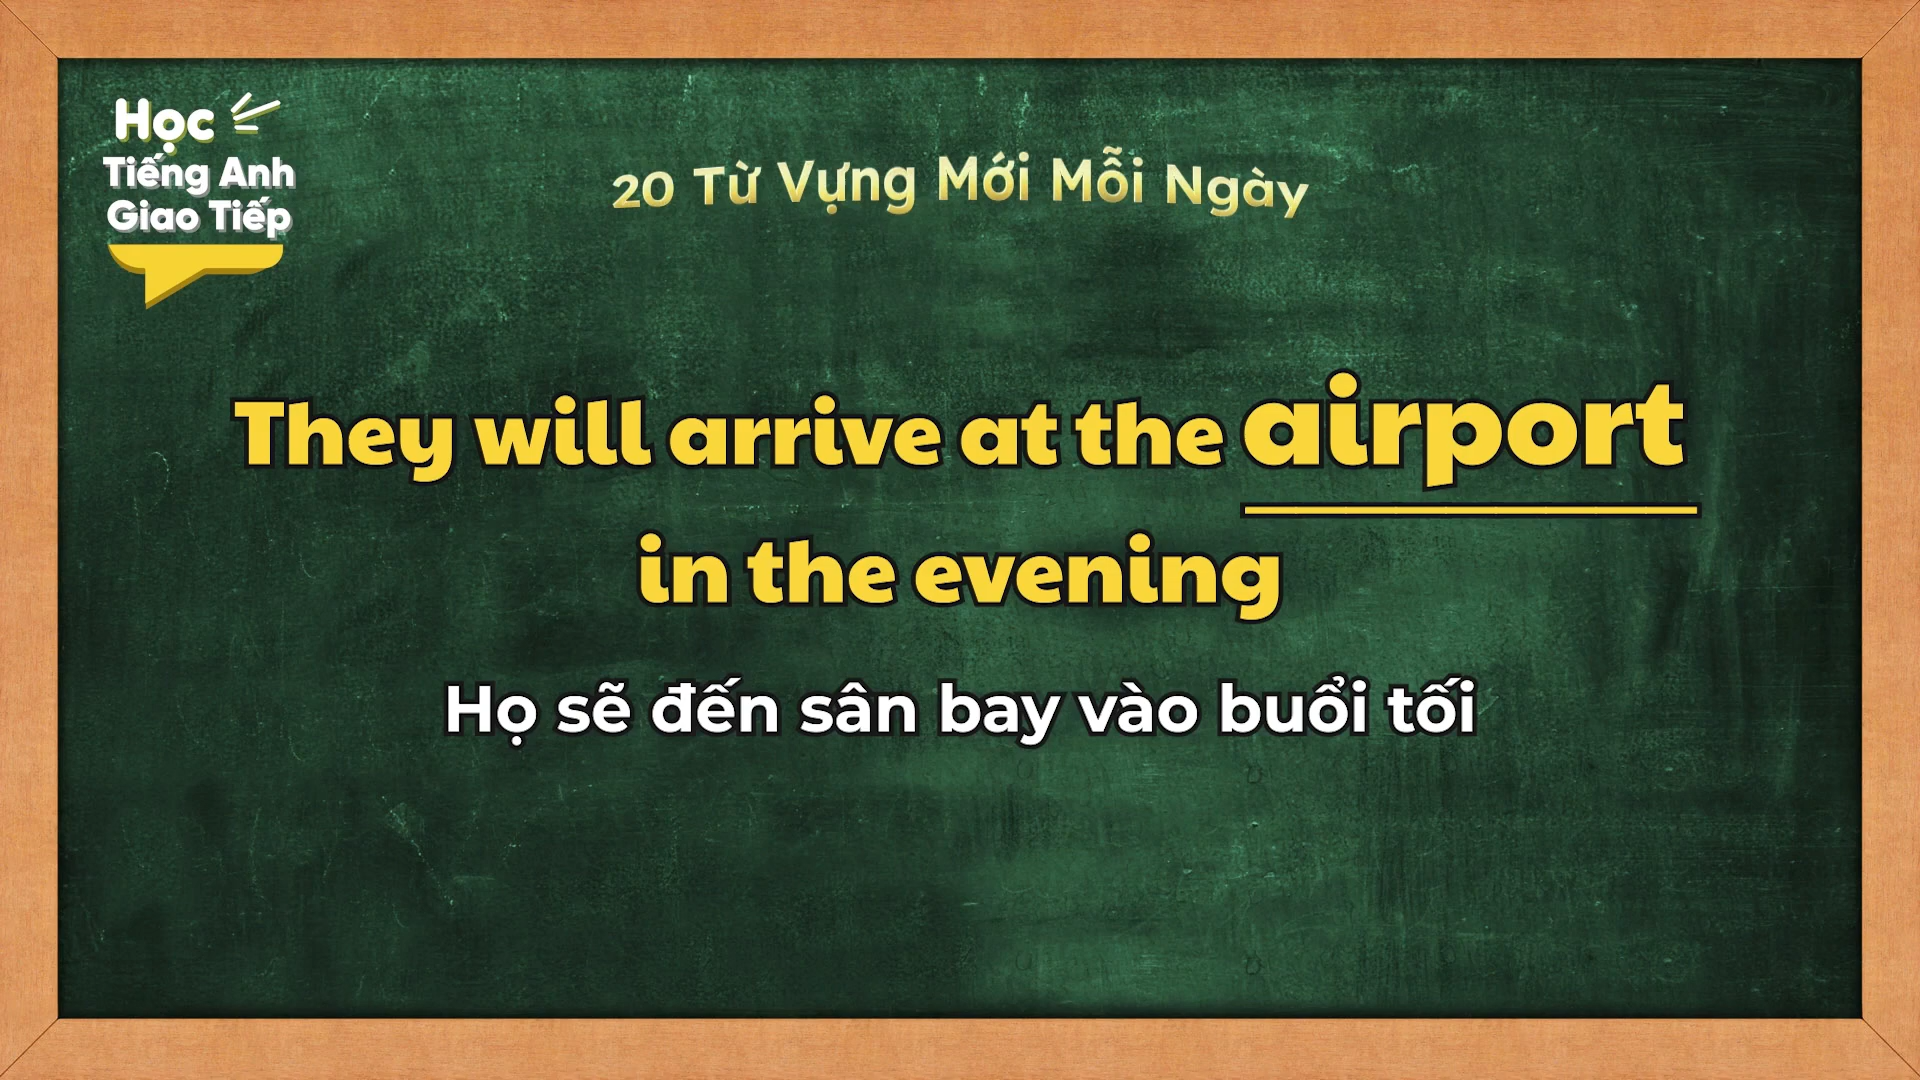 Học
Tiếng Anh
Giao Tiếp
20 Từ Vựng Mới Mỗi Ngày
They will arrive at the airport
in the evening
Họ sẽ đến sân bay vào buổi tối